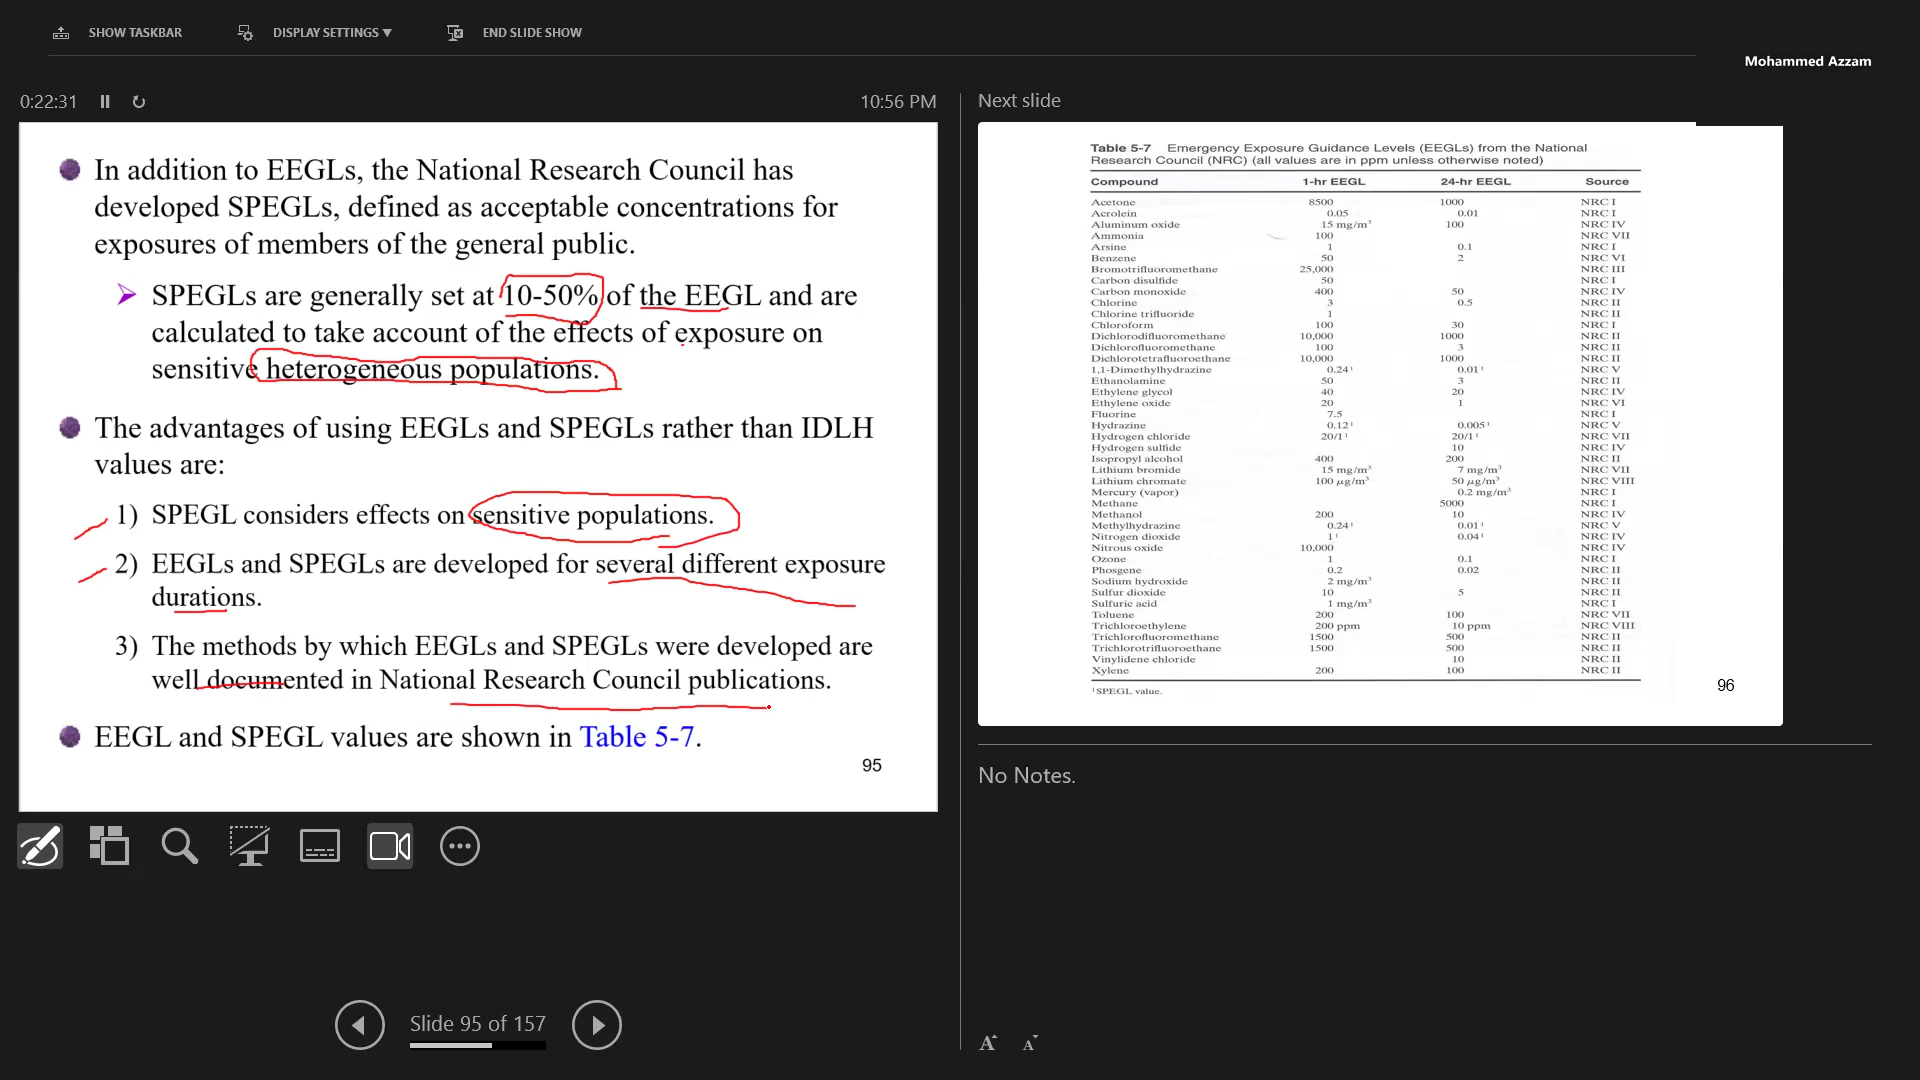 SHOW TASKBAR
DISPLAY SETTINGS ▼
END SLIDE SHOW
Mohammed Azzam
0:22:31
10:56 PM
In addition to EEGLs, the National Research Council has
developed SPEGLs, defined as acceptable concentrations for
exposures of members of the general public.
SPEGLs are generally set at 10-50% of the EEGL and are
calculated to take account of the effects of exposure on
sensitive heterogeneous populations.
The advantages of using EEGLs and SPEGLs rather than IDLH
values are:
1) SPEGL considers effects on sensitive populations.
2) EEGLs and SPEGLs are developed for several different exposure
durations.
3) The methods by which EEGLs and SPEGLs were developed are
well documented in National Research Council publications.
EEGL and SPEGL values are shown in Table 5-7.
95
Slide 95 of 157
Next slide
Table 5-7 Emergency Exposure Guidance Levels (EEGLs) from the National
Research Council (NRC) (all values are in ppm unless otherwise noted)
Compound 1-hr EEGL 24-hr EEGL Source
Acetone 8500 1000 NRC I
Acrolein 0.05 0.01 NRC I
Aluminum oxide 15 mg/m³ 100 NRC IV
Ammonia 100 NRC VII
Arsine 1 0.1 NRC I
Benzene 50 2 NRC VI
Bromotrifluoromethane 25,000 NRC III
Carbon disulfide 50 NRC I
Carbon monoxide 400 50 NRC IV
Chlorine 3 0.5 NRC II
Chlorine trifluoride 1 NRC II
Chloroform 100 30 NRC I
Dichlorodifluoromethane 10,000 1000 NRC II
Dichlorofluoromethane 100 3 NRC II
Dichlorotetrafluoroethane 10,000 1000 NRC II
1,1-Dimethylhydrazine 0.24¹ 0.01¹ NRC V
Ethanolamine 50 3 NRC II
Ethylene glycol 40 20 NRC IV
Ethylene oxide 20 1 NRC VI
Fluorine 7.5 NRC I
Hydrazine 0.12¹ 0.005¹ NRC V
Hydrogen chloride 20/1¹ 20/1¹ NRC VII
Hydrogen sulfide 10 NRC IV
Isopropyl alcohol 400 200 NRC II
Lithium bromide 15 mg/m³ 7 mg/m³ NRC VII
Lithium chromate 100 μg/m³ 50 μg/m³ NRC VIII
Mercury (vapor) 0.2 mg/m³ NRC I
Methane 5000 NRC I
Methanol 200 10 NRC IV
Methylhydrazine 0.24¹ 0.01¹ NRC V
Nitrogen dioxide 1¹ 0.04¹ NRC IV
Nitrous oxide 10,000 NRC IV
Ozone 1 0.1 NRC I
Phosgene 0.2 0.02 NRC II
Sodium hydroxide 2 mg/m³ NRC II
Sulfur dioxide 10 5 NRC II
Sulfuric acid 1 mg/m³ NRC I
Toluene 200 100 NRC VII
Trichloroethylene 200 ppm 10 ppm NRC VIII
Trichlorofluoromethane 1500 500 NRC II
Trichlorotrifluoroethane 1500 500 NRC II
Vinylidene chloride 10 NRC II
Xylene 200 100 NRC II
¹SPEGL value.
96
No Notes.
A A